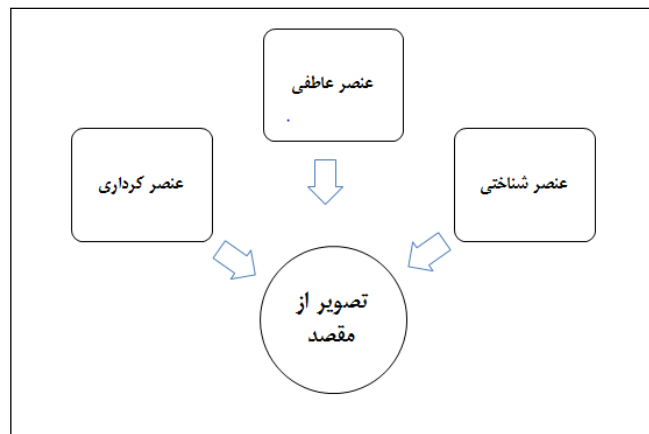 عنصر عاطفی
عنصر شناختی
عنصر کرداری
تصویر از
مقصد